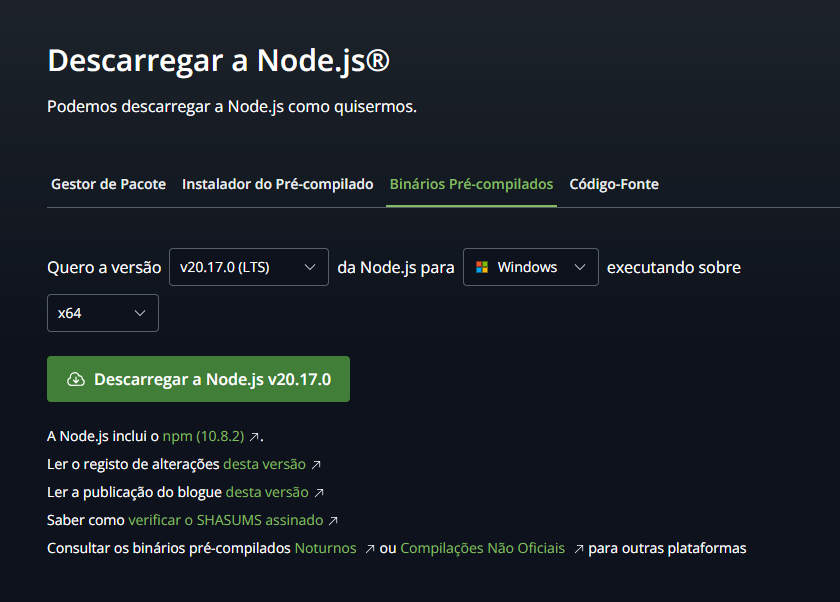 Descarregar a Node.js®
Podemos descarregar a Node.js como quisermos.
Gestor de Pacote Instalador do Pré-compilado Binários Pré-compilados Código-Fonte
Quero a versão v20.17.0 (LTS) da Node.js para Windows executando sobre
x64
Descarregar a Node.js v20.17.0
A Node.js inclui o npm (10.8.2) ↗.
Ler o registo de alterações desta versão ↗
Ler a publicação do blogue desta versão ↗
Saber como verificar o SHASUMS assinado ↗
Consultar os binários pré-compilados Noturnos ↗ ou Compilações Não Oficiais ↗ para outras plataformas